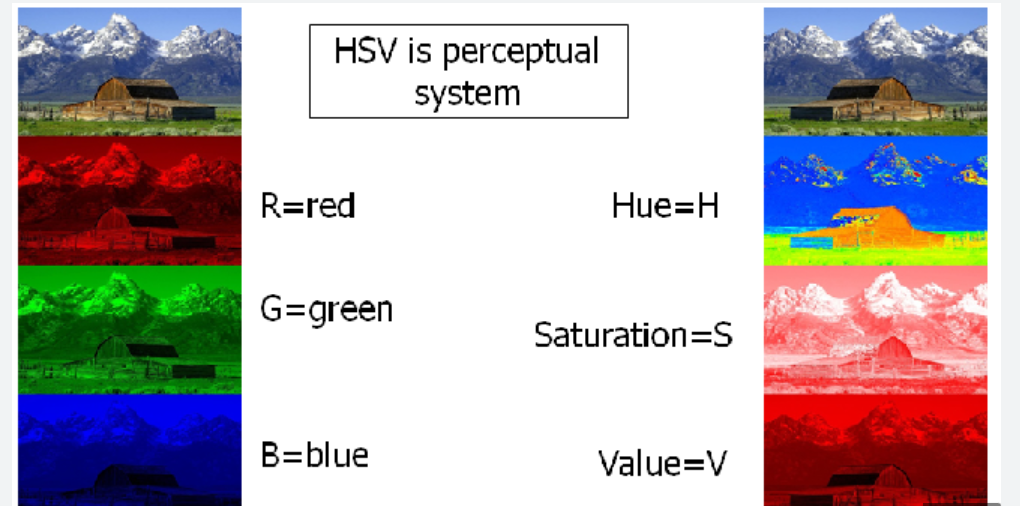 HSV is perceptual
system
R=red
Hue=H
G=green
Saturation=S
B=blue
Value=V